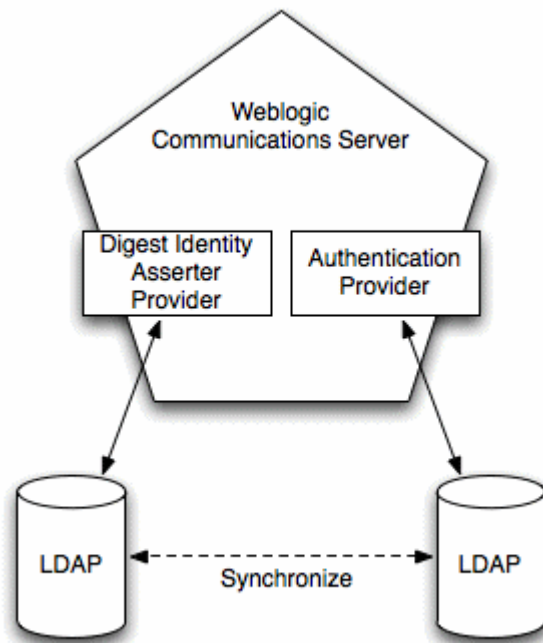 Weblogic
Communications Server
Digest Identity
Asserter
Provider
Authentication
Provider
LDAP
Synchronize
LDAP